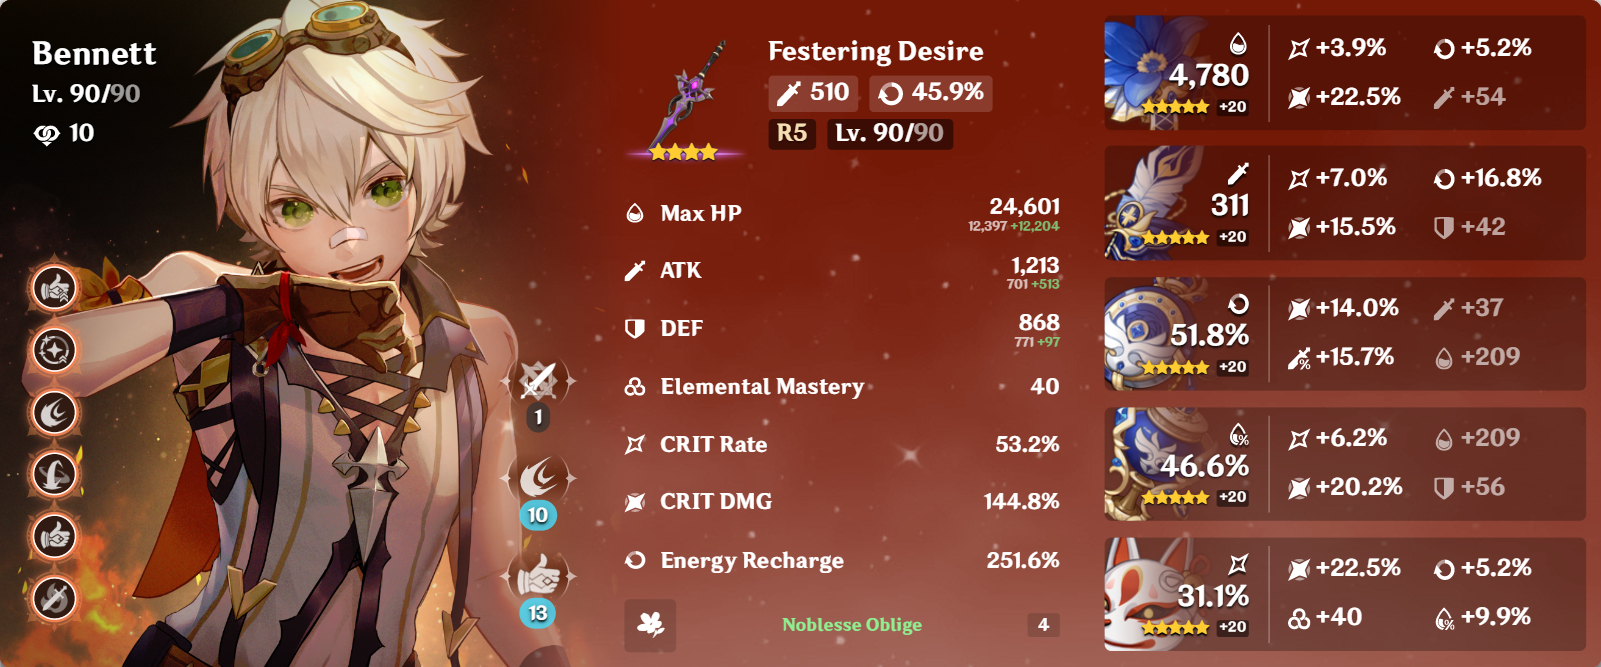 Bennett
Lv. 90/90
10
1
10
13
Festering Desire
510 45.9%
R5 Lv. 90/90
Max HP 24,601
12,397 +12,204
ATK 1,213
701 +513
DEF 868
771 +97
Elemental Mastery 40
CRIT Rate 53.2%
CRIT DMG 144.8%
Energy Recharge 251.6%
Noblesse Oblige 4
4,780
+20
+3.9% +5.2%
+22.5% +54
311
+20
+7.0% +16.8%
+15.5% +42
51.8%
+20
+14.0% +37
+15.7% +209
46.6%
+20
+6.2% +209
+20.2% +56
31.1%
+20
+22.5% +5.2%
+40 +9.9%